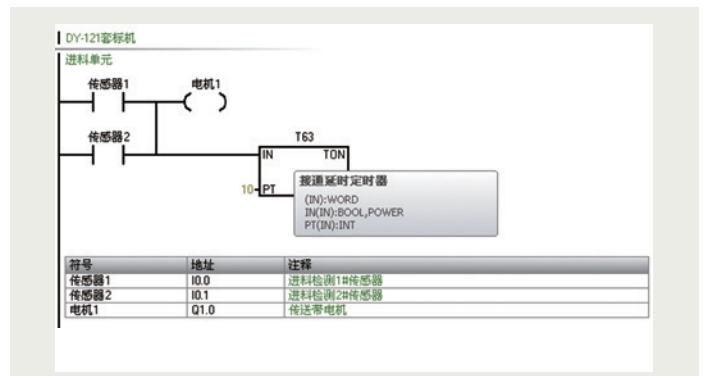 DY-121套标机
进料单元
传感器1 电机1
传感器2 T63
IN TON
10 PT 接通延时定时器
(IN):WORD
IN(IN):BOOL,POWER
PT(IN):INT
符号 地址 注释
传感器1 I0.0 进料检测1#传感器
传感器2 I0.1 进料检测2#传感器
电机1 Q1.0 传送带电机